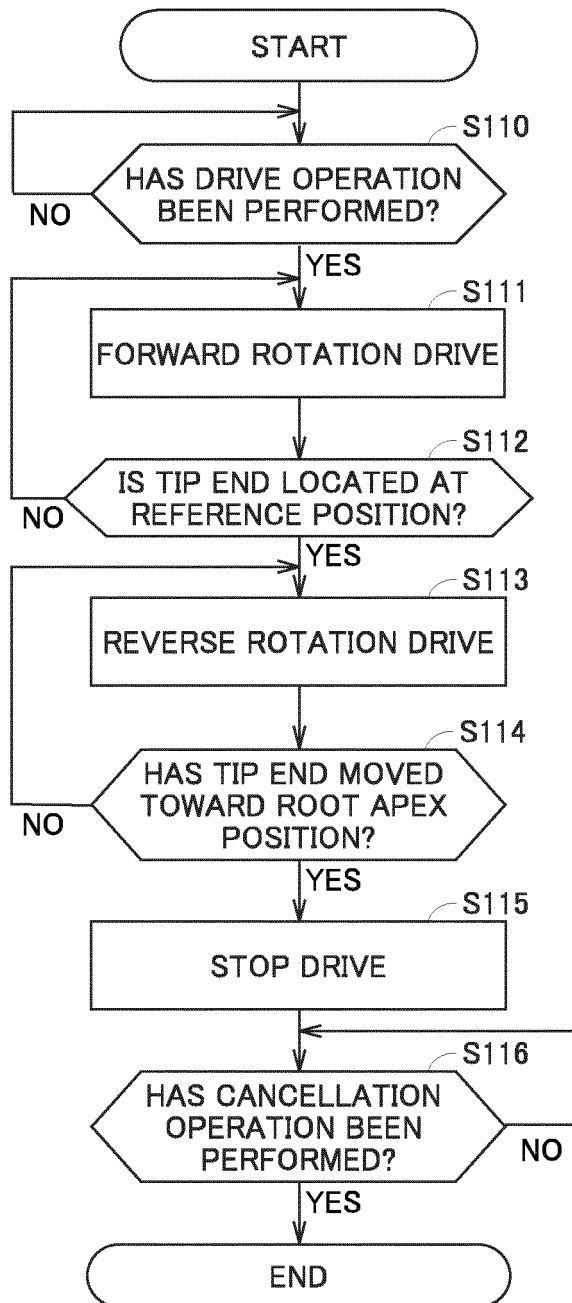 START
S110
HAS DRIVE OPERATION
BEEN PERFORMED?
NO
YES
S111
FORWARD ROTATION DRIVE
S112
IS TIP END LOCATED AT
REFERENCE POSITION?
NO
YES
S113
REVERSE ROTATION DRIVE
S114
HAS TIP END MOVED
TOWARD ROOT APEX
POSITION?
NO
YES
S115
STOP DRIVE
S116
HAS CANCELLATION
OPERATION BEEN
PERFORMED?
NO
YES
END